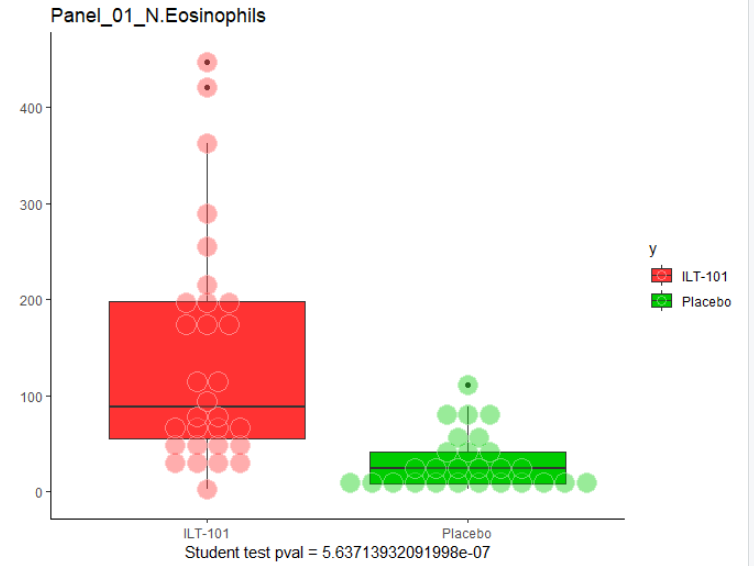 Panel_01_N.Eosinophils
400
300
200
100
0
y
ILT-101
Placebo
ILT-101
Placebo
Student test pval = 5.63713932091998e-07